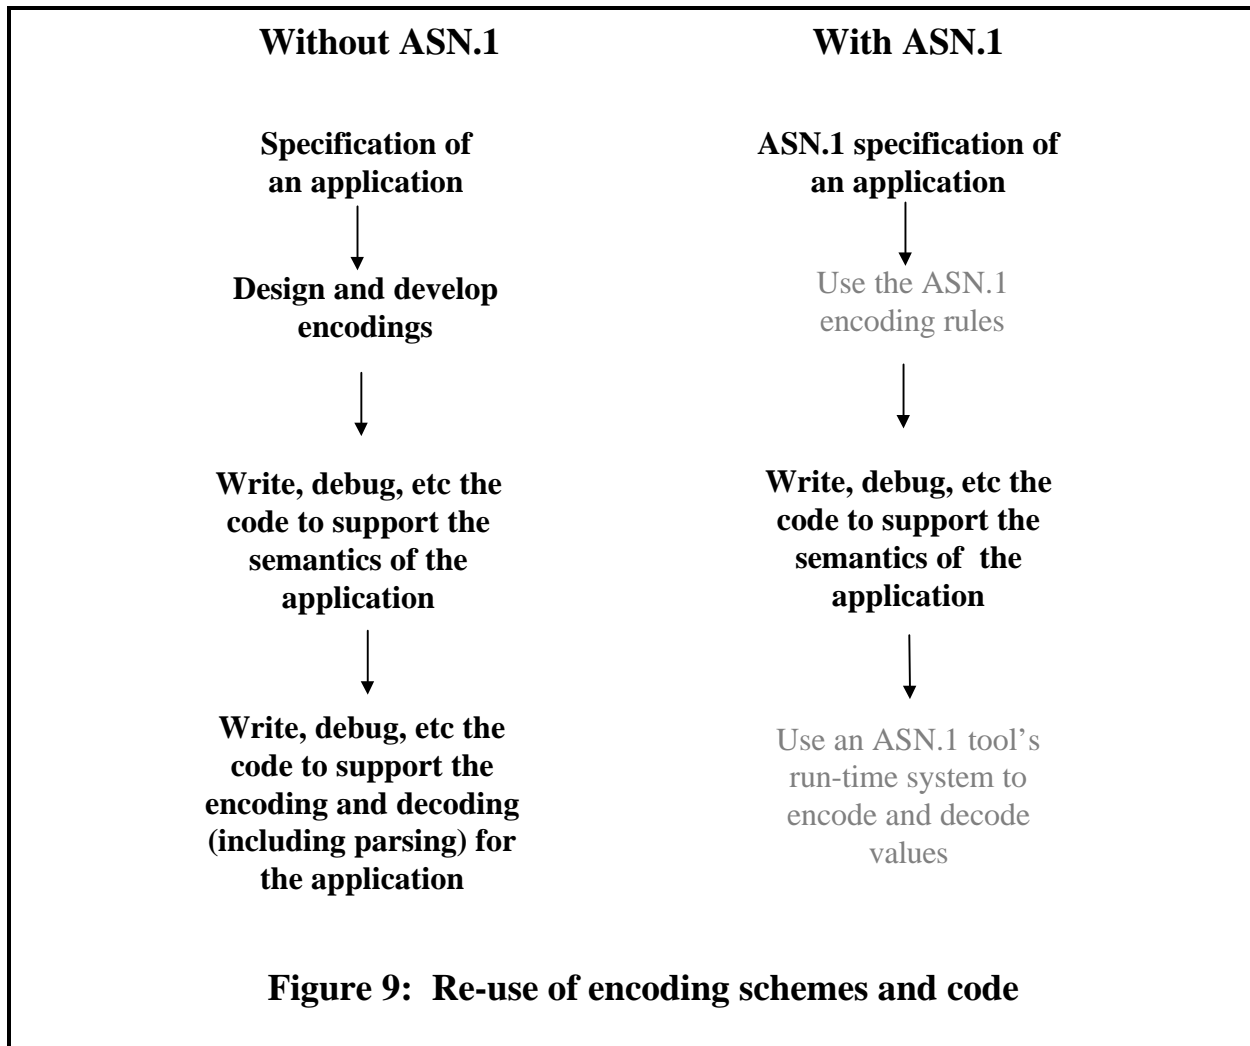 Without ASN.1
Specification of
an application
Design and develop
encodings
Write, debug, etc the
code to support the
semantics of the
application
Write, debug, etc the
code to support the
encoding and decoding
(including parsing) for
the application
With ASN.1
ASN.1 specification of
an application
Use the ASN.1
encoding rules
Write, debug, etc the
code to support the
semantics of  the
application
Use an ASN.1 tool’s
run-time system to
encode and decode
values
Figure 9:  Re-use of encoding schemes and code